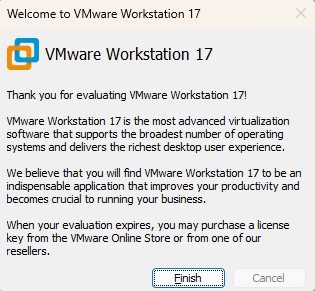 Welcome to VMware Workstation 17
VMware Workstation 17
Thank you for evaluating VMware Workstation 17!
VMware Workstation 17 is the most advanced virtualization
software that supports the broadest number of operating
systems and delivers the richest desktop user experience.
We believe that you will find VMware Workstation 17 to be an
indispensable application that improves your productivity and
becomes crucial to running your business.
When your evaluation expires, you may purchase a license
key from the VMware Online Store or from one of our
resellers.
Finish
Cancel